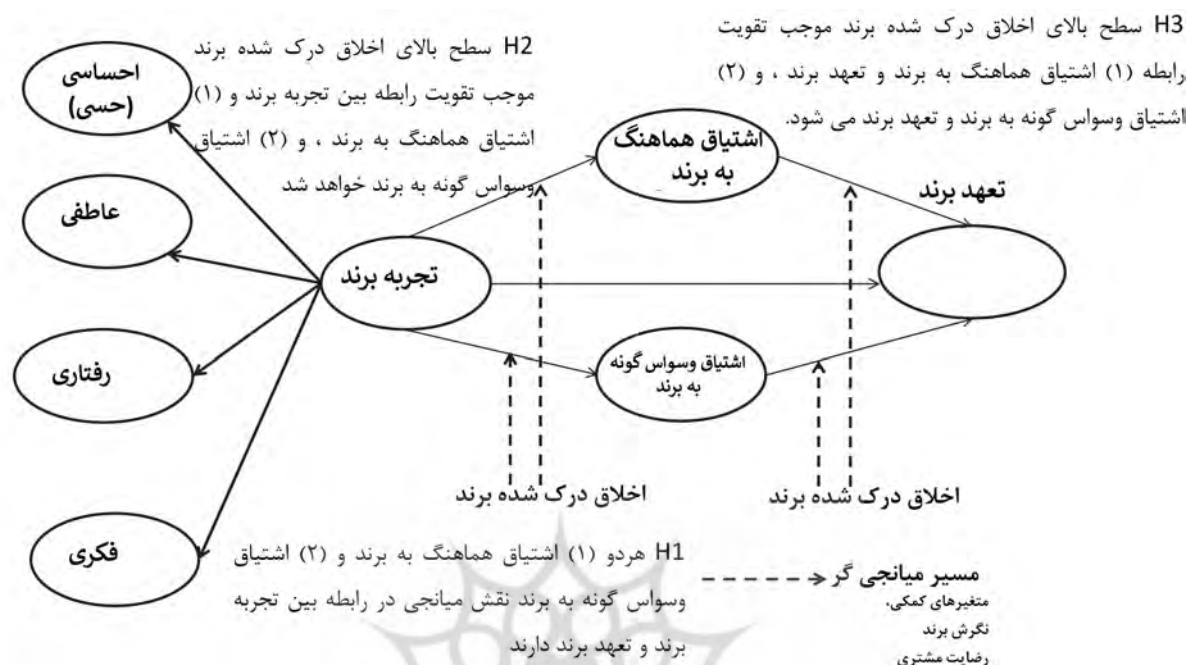 H3 سطح بالای اخلاق درک شده برند موجب تقویت
رابطه (۱) اشتیاق هماهنگ به برند و تعهد برند ، و (۲)
اشتیاق وسواس گونه به برند و تعهد برند می شود.
H2 سطح بالای اخلاق درک شده برند
موجب تقویت رابطه بین تجربه برند و (۱)
اشتیاق هماهنگ به برند ، و (۲) اشتیاق
وسواس گونه به برند خواهد شد
احساسی
(حسی)
عاطفی
رفتاری
فکری
تجربه برند
اشتیاق هماهنگ
به برند
اشتیاق وسواس گونه
به برند
تعهد برند
اخلاق درک شده برند
اخلاق درک شده برند
H1 هردو (۱) اشتیاق هماهنگ به برند و (۲) اشتیاق
وسواس گونه به برند نقش میانجی در رابطه بین تجربه
برند و تعهد برند دارند
مسیر میانجی گر
متغیرهای کمکی.
نگرش برند
رضایت مشتری